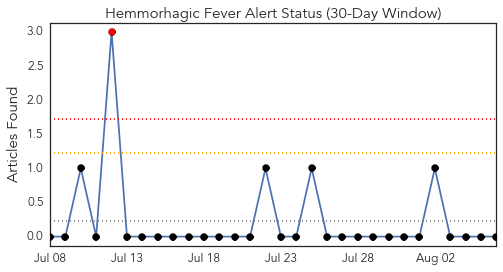 Hemmorhagic Fever Alert Status (30-Day Window)
Articles Found
3.0
2.5
2.0
1.5
1.0
0.5
0.0
Jul 08 Jul 13 Jul 18 Jul 23 Jul 28 Aug 02